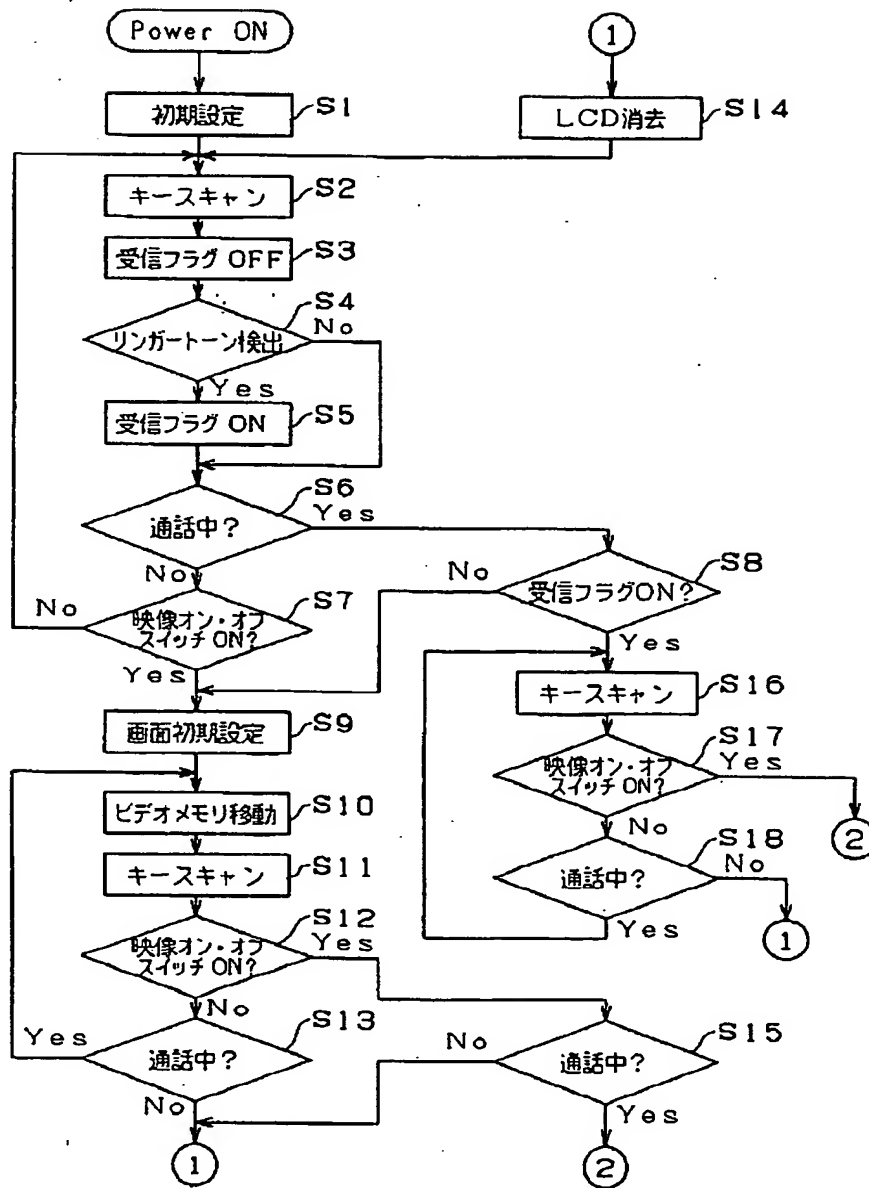 Power ON
初期設定
S1
キースキャン
S2
受信フラグ OFF
S3
S4
リンガートーン検出
No
Yes
受信フラグ ON
S5
S6
通話中?
Yes
No
S7
映像オン・オフ
スイッチ ON?
No
Yes
画面初期設定
S9
ビデオメモリ移動
S10
キースキャン
S11
S12
映像オン・オフ
スイッチ ON?
Yes
No
S13
通話中?
Yes
No
1
1
LCD消去
S14
S8
受信フラグON?
No
Yes
キースキャン
S16
S17
映像オン・オフ
スイッチ ON?
Yes
2
No
S18
通話中?
No
1
Yes
S15
通話中?
No
Yes
2